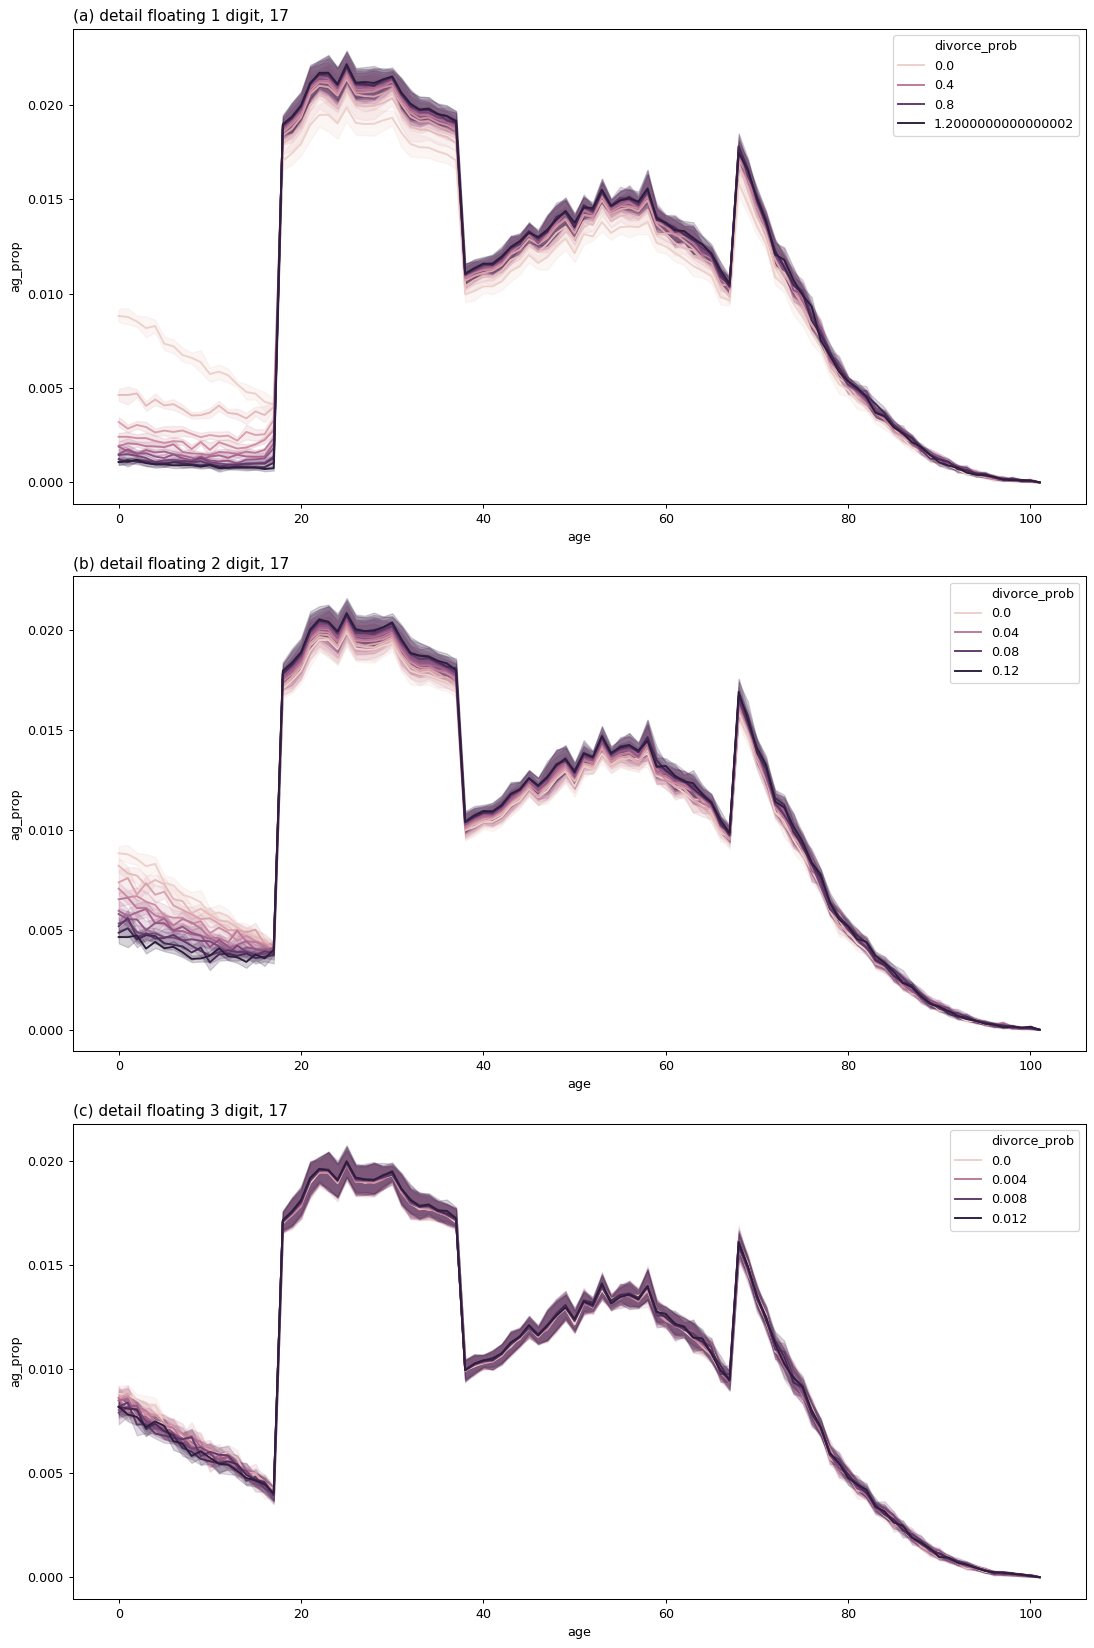 (a) detail floating 1 digit, 17
divorce_prob
0.0
0.4
0.8
1.2000000000000002
0.020
0.015
0.010
0.005
0.000
ag_prop
0 20 40 60 80 100
age
(b) detail floating 2 digit, 17
divorce_prob
0.0
0.04
0.08
0.12
0.020
0.015
0.010
0.005
0.000
ag_prop
0 20 40 60 80 100
age
(c) detail floating 3 digit, 17
divorce_prob
0.0
0.004
0.008
0.012
0.020
0.015
0.010
0.005
0.000
ag_prop
0 20 40 60 80 100
age